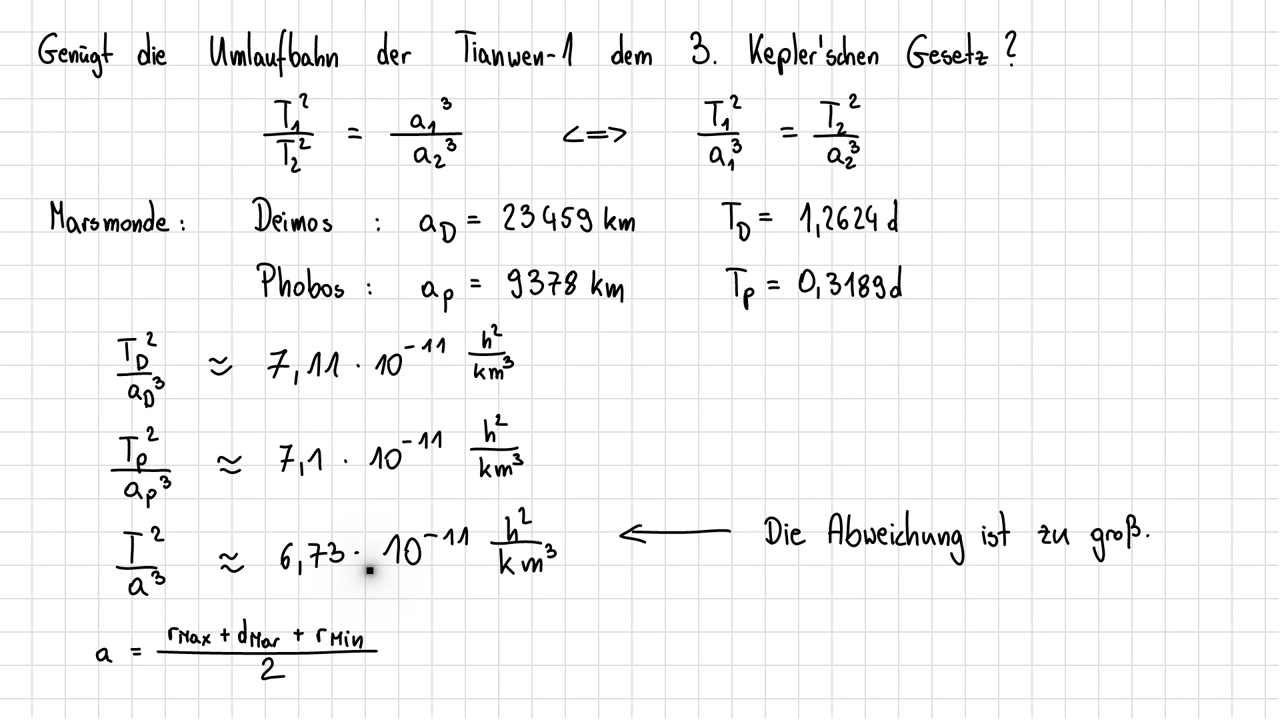 Genügt die Umlaufbahn der Tianwen-1 dem 3. Kepler'schen Gesetz?
T₁²/T₂² = a₁³/a₂³ <=> T₁²/a₁³ = T₂²/a₂³
Marsmonde: Deimos : a_D = 23459 km T_D = 1,2624 d
Phobos : a_P = 9378 km T_P = 0,3189 d
T_D²/a_D³ ≈ 7,11 · 10⁻¹¹ h²/km³
T_P²/a_P³ ≈ 7,1 · 10⁻¹¹ h²/km³
T²/a³ ≈ 6,73 · 10⁻¹¹ h²/km³ ← Die Abweichung ist zu groß.
a = (r_Max + d_Mar + r_Min)/2